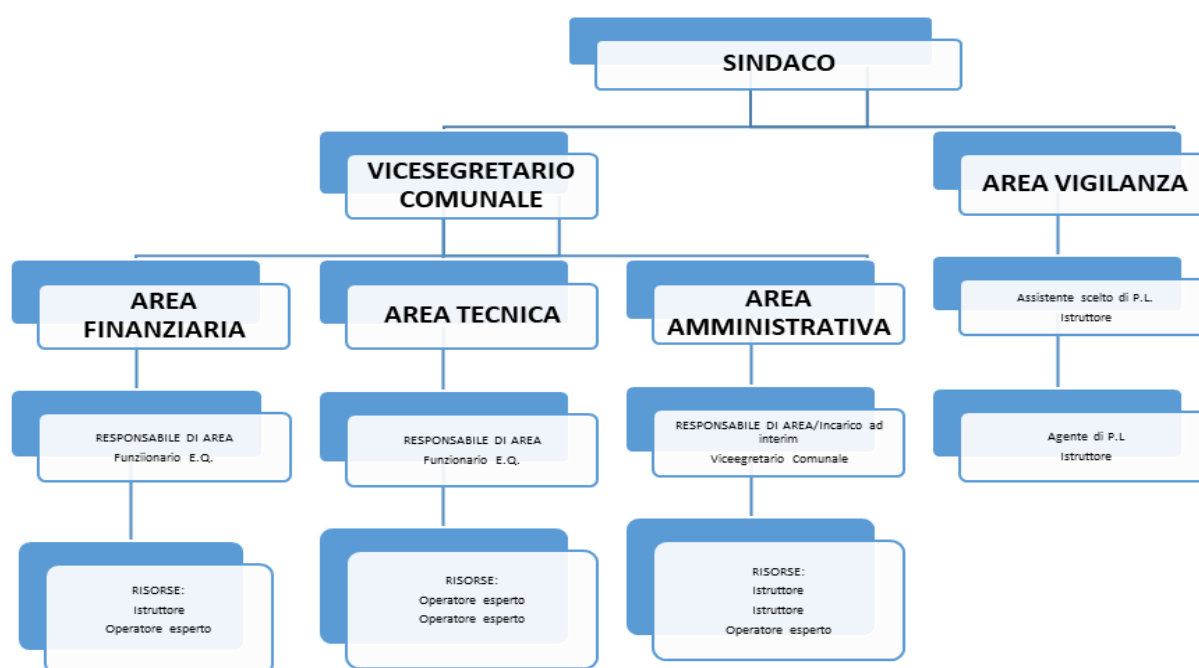 SINDACO
VICESEGRETARIO
COMUNALE
AREA VIGILANZA
AREA
FINANZIARIA
AREA TECNICA
AREA
AMMINISTRATIVA
Assistente scelto di P.L.
Istruttore
RESPONSABILE DI AREA
Funziionario E.Q.
RESPONSABILE DI AREA
Funzionario E.Q.
RESPONSABILE DI AREA/Incarico ad
interim
Viceegretario Comunale
Agente di P.L
Istruttore
RISORSE:
Istruttore
Operatore esperto
RISORSE:
Operatore esperto
Operatore esperto
RISORSE:
Istruttore
Istruttore
Operatore esperto